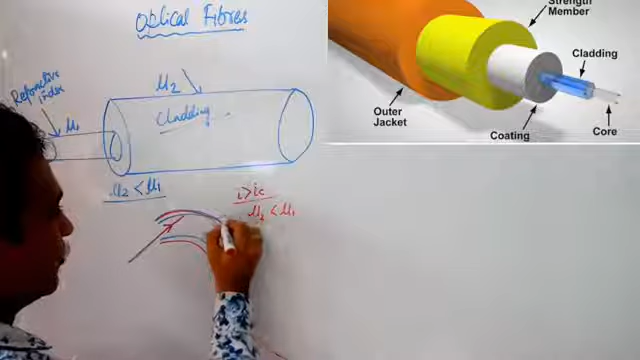 Optical Fibres
Strength
Member
Cladding
Core
Coating
Outer
Jacket
Refractive
index
μ₁
μ₂
cladding
μ₂ < μ₁
i > ic
μ₂ < μ₁